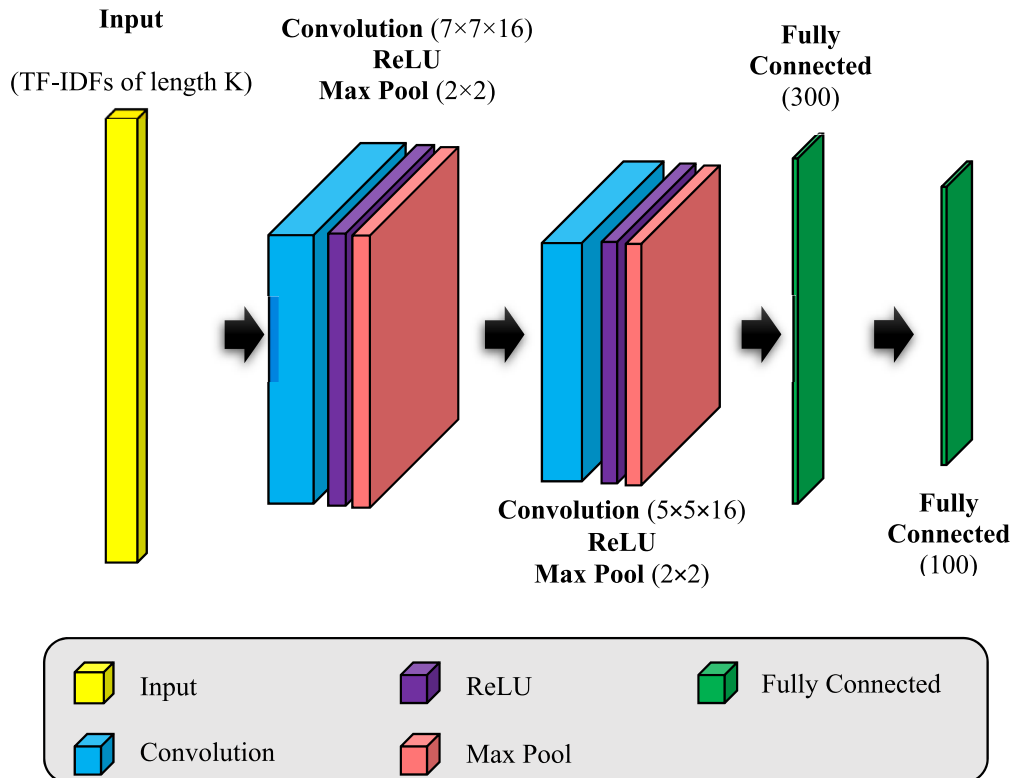 Input
(TF-IDFs of length K)
Convolution (7×7×16)
ReLU
Max Pool (2×2)
Fully
Connected
(300)
Convolution (5×5×16)
ReLU
Max Pool (2×2)
Fully
Connected
(100)
Input
ReLU
Fully Connected
Convolution
Max Pool